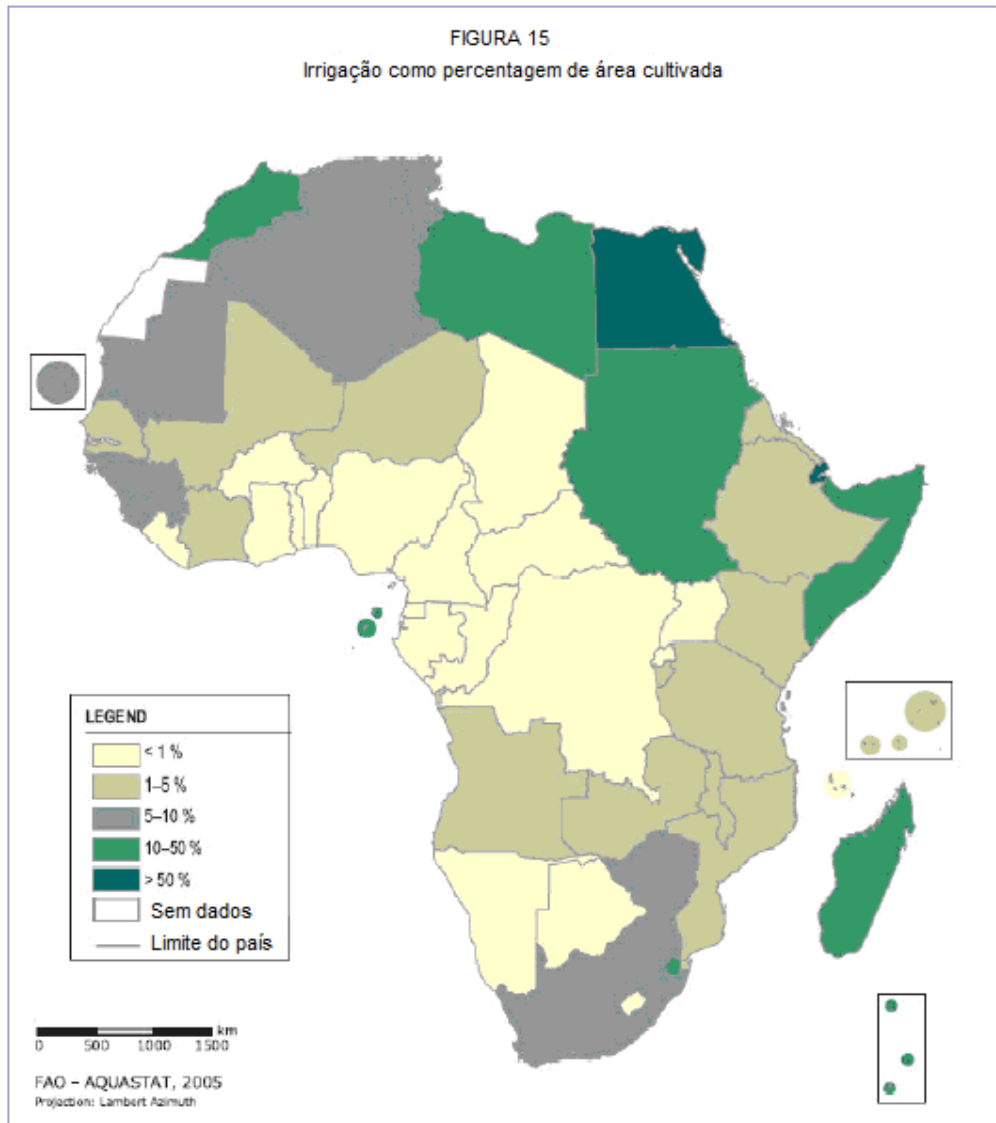 FIGURA 15
Irrigação como percentagem de área cultivada
LEGEND
< 1 %
1–5 %
5–10 %
10–50 %
> 50 %
Sem dados
Limite do país
km
0 500 1000 1500
FAO – AQUASTAT, 2005
Projection: Lambert Azimuth